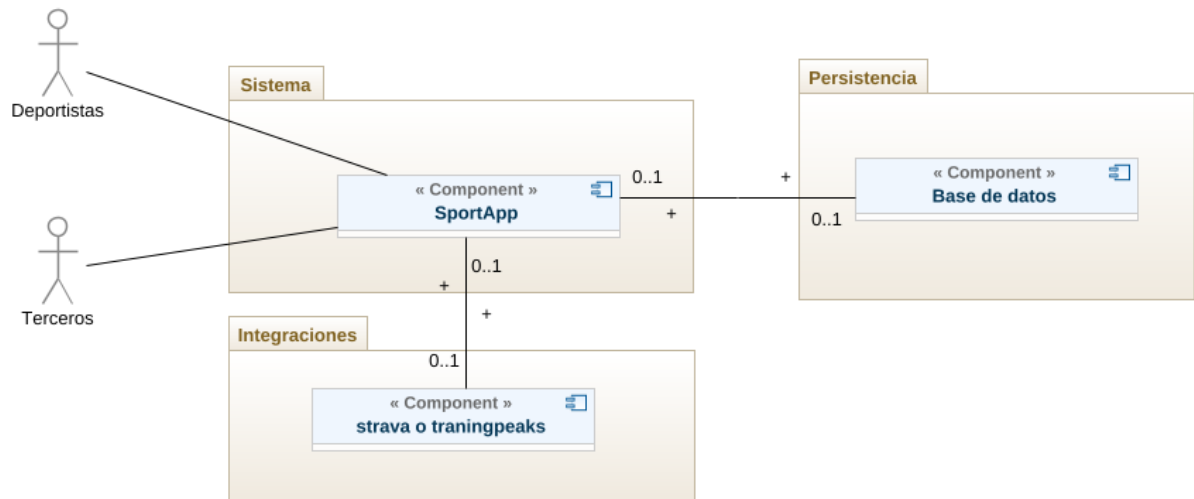 Deportistas
Sistema
Persistencia
« Component »
SportApp
0..1
+
+
0..1
« Component »
Base de datos
Terceros
0..1
+
+
Integraciones
0..1
« Component »
strava o traningpeaks